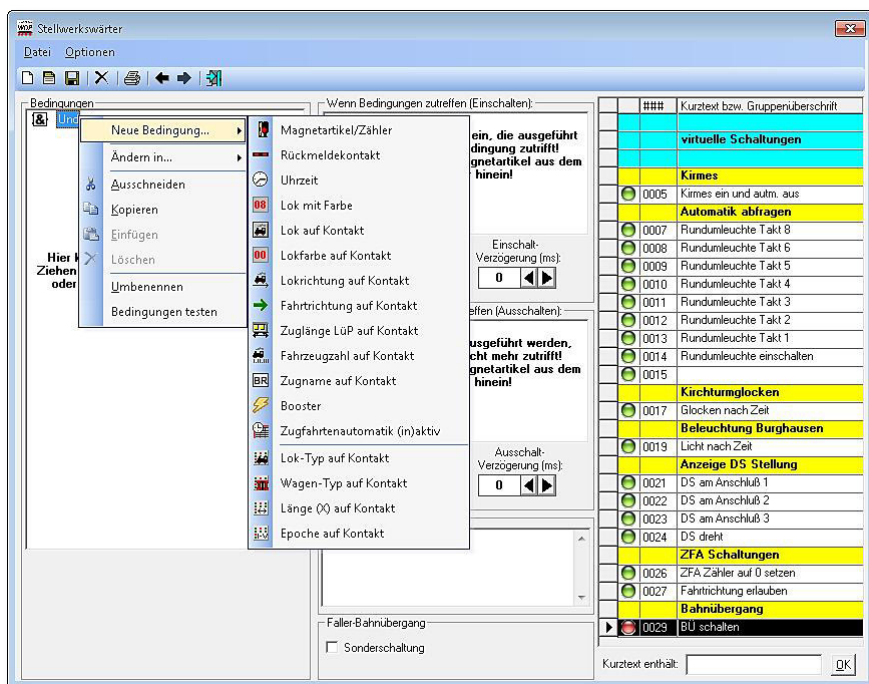 Stellwerkswärter
Datei Optionen
Bedingungen
& Und
Neue Bedingung...
Ändern in...
Ausschneiden
Kopieren
Einfügen
Löschen
Umbenennen
Bedingungen testen
Hier
Ziehen
oder
Magnetartikel/Zähler
Rückmeldekontakt
Uhrzeit
08 Lok mit Farbe
Lok auf Kontakt
00 Lokfarbe auf Kontakt
Lokrichtung auf Kontakt
Fahrtrichtung auf Kontakt
Zuglänge LüP auf Kontakt
Fahrzeugzahl auf Kontakt
BR Zugname auf Kontakt
Booster
Zugfahrtenautomatik (in)aktiv
Lok-Typ auf Kontakt
Wagen-Typ auf Kontakt
Länge (X) auf Kontakt
Epoche auf Kontakt
Wenn Bedingungen zutreffen (Einschalten):
ein, die ausgeführt
dingung zutrifft!
gnetartikel aus dem
hinein!
Einschalt-
Verzögerung (ms):
0
effen (Ausschalten):
usgeführt werden,
cht mehr zutrifft!
gnetartikel aus dem
hinein!
Ausschalt-
Verzögerung (ms):
0
Faller-Bahnübergang
Sonderschaltung
### Kurztext bzw. Gruppenüberschrift
virtuelle Schaltungen
Kirmes
0005 Kirmes ein und autm. aus
Automatik abfragen
0007 Rundumleuchte Takt 8
0008 Rundumleuchte Takt 6
0009 Rundumleuchte Takt 5
0010 Rundumleuchte Takt 4
0011 Rundumleuchte Takt 3
0012 Rundumleuchte Takt 2
0013 Rundumleuchte Takt 1
0014 Rundumleuchte einschalten
0015
Kirchturmglocken
0017 Glocken nach Zeit
Beleuchtung Burghausen
0019 Licht nach Zeit
Anzeige DS Stellung
0021 DS am Anschluß 1
0022 DS am Anschluß 2
0023 DS am Anschluß 3
0024 DS dreht
ZFA Schaltungen
0026 ZFA Zähler auf 0 setzen
0027 Fahrtrichtung erlauben
Bahnübergang
0029 BÜ schalten
Kurztext enthält:
OK